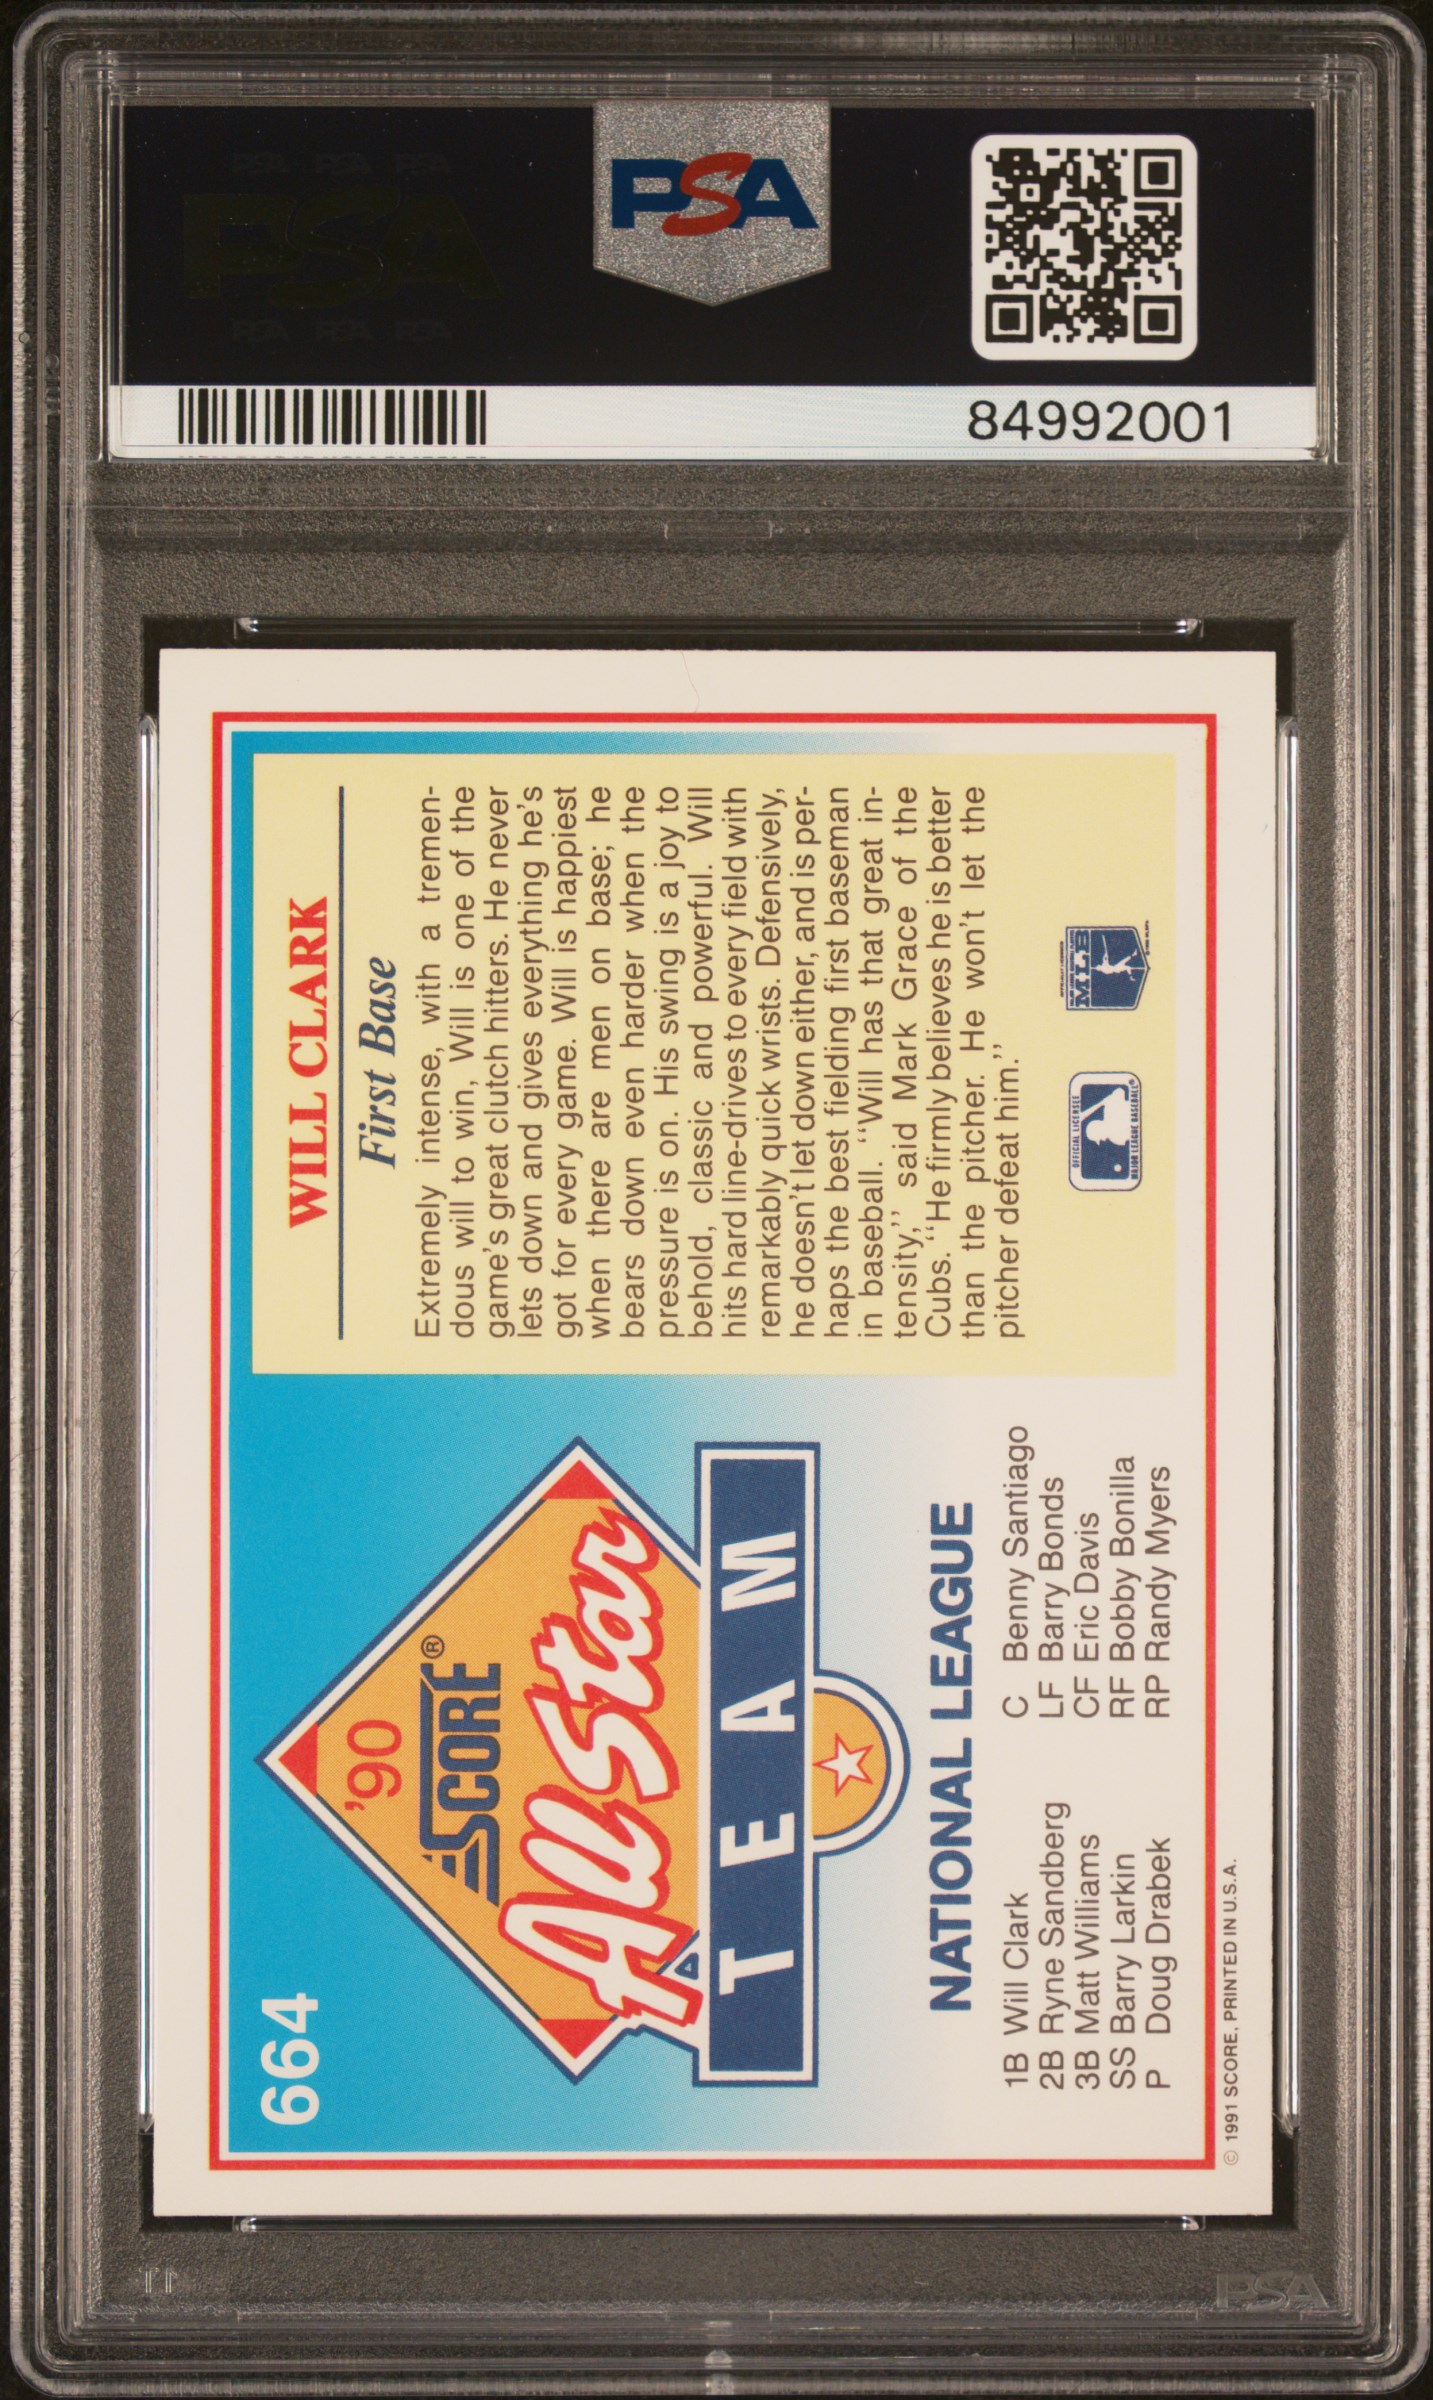 PSA
84992001
664
'90
SCORE®
All Star
TEAM
NATIONAL LEAGUE
1B Will Clark
2B Ryne Sandberg
3B Matt Williams
SS Barry Larkin
P Doug Drabek
C Benny Santiago
LF Barry Bonds
CF Eric Davis
RF Bobby Bonilla
RP Randy Myers
WILL CLARK
First Base
Extremely intense, with a tremen-
dous will to win, Will is one of the
game's great clutch hitters. He never
lets down and gives everything he's
got for every game. Will is happiest
when there are men on base; he
bears down even harder when the
pressure is on. His swing is a joy to
behold, classic and powerful. Will
hits hard line-drives to every field with
remarkably quick wrists. Defensively,
he doesn't let down either, and is per-
haps the best fielding first baseman
in baseball. “Will has that great in-
tensity,” said Mark Grace of the
Cubs. “He firmly believes he is better
than the pitcher. He won't let the
pitcher defeat him.”
OFFICIAL LICENSEE
MAJOR LEAGUE BASEBALL®
MLB
© 1991 SCORE, PRINTED IN U.S.A.
PSA